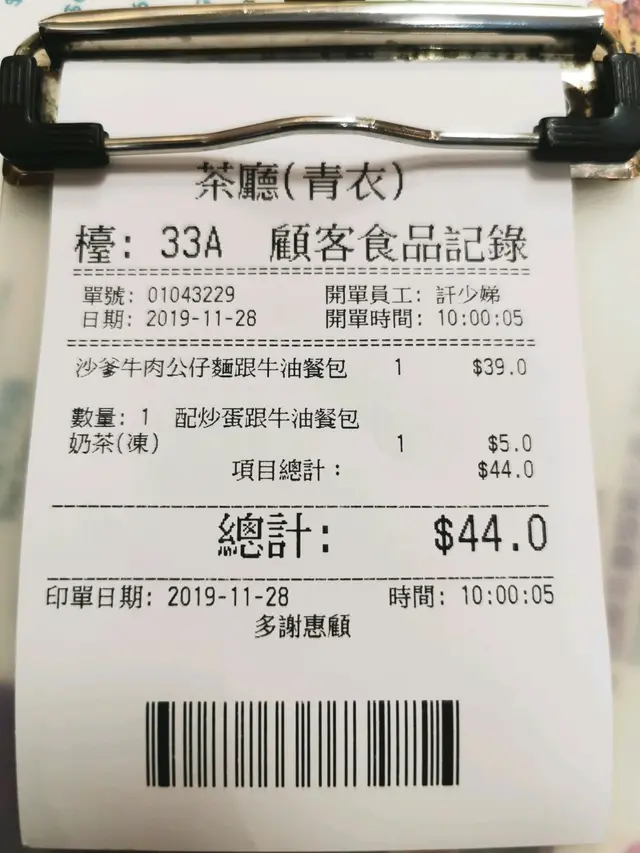 茶廳(青衣)
檯: 33A 顧客食品記錄
單號: 01043229 開單員工: 許少娣
日期: 2019-11-28 開單時間: 10:00:05
沙爹牛肉公仔麵跟牛油餐包 1 $39.0
數量: 1 配炒蛋跟牛油餐包
奶茶(凍) 1 $5.0
項目總計: $44.0
總計: $44.0
印單日期: 2019-11-28 時間: 10:00:05
多謝惠顧